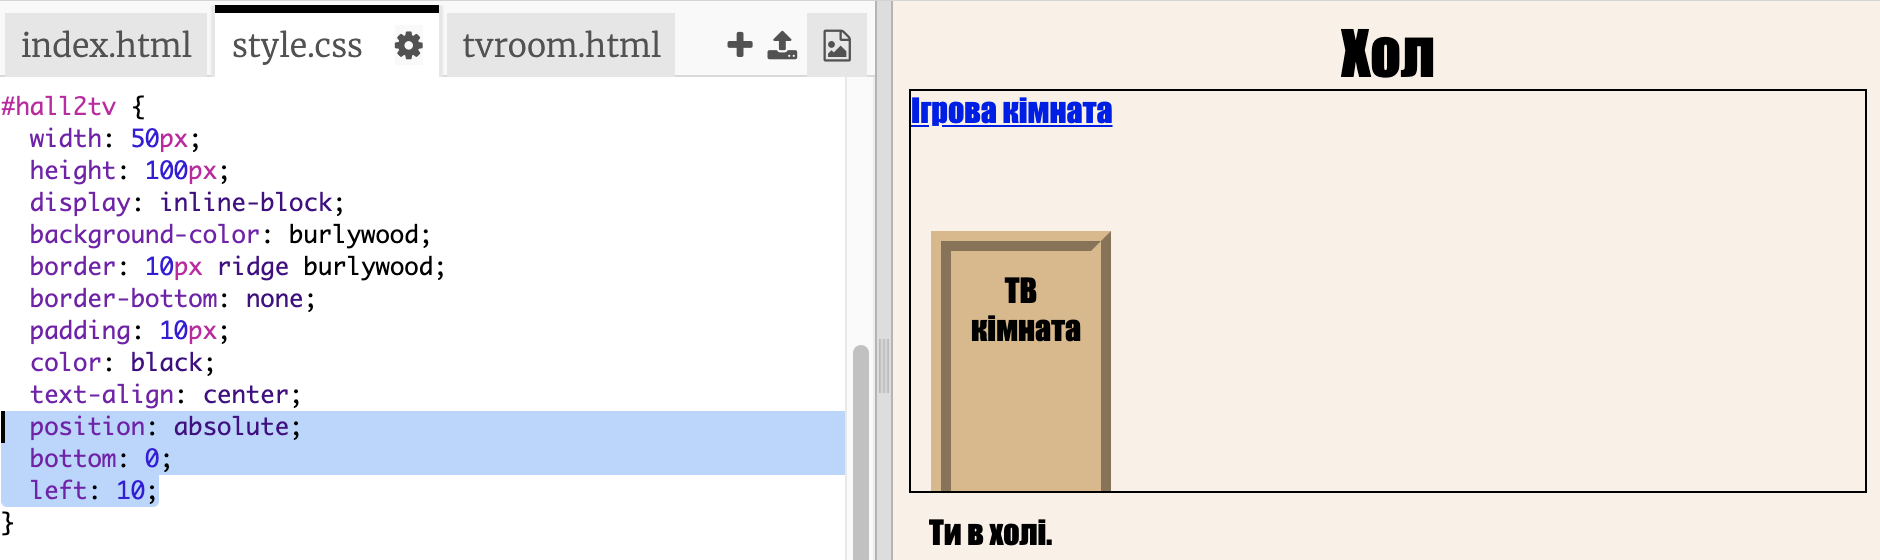 index.html style.css tvroom.html
#hall2tv {
width: 50px;
height: 100px;
display: inline-block;
background-color: burlywood;
border: 10px ridge burlywood;
border-bottom: none;
padding: 10px;
color: black;
text-align: center;
position: absolute;
bottom: 0;
left: 10;
}
Хол
Ігрова кімната
ТВ
кімната
Ти в холі.